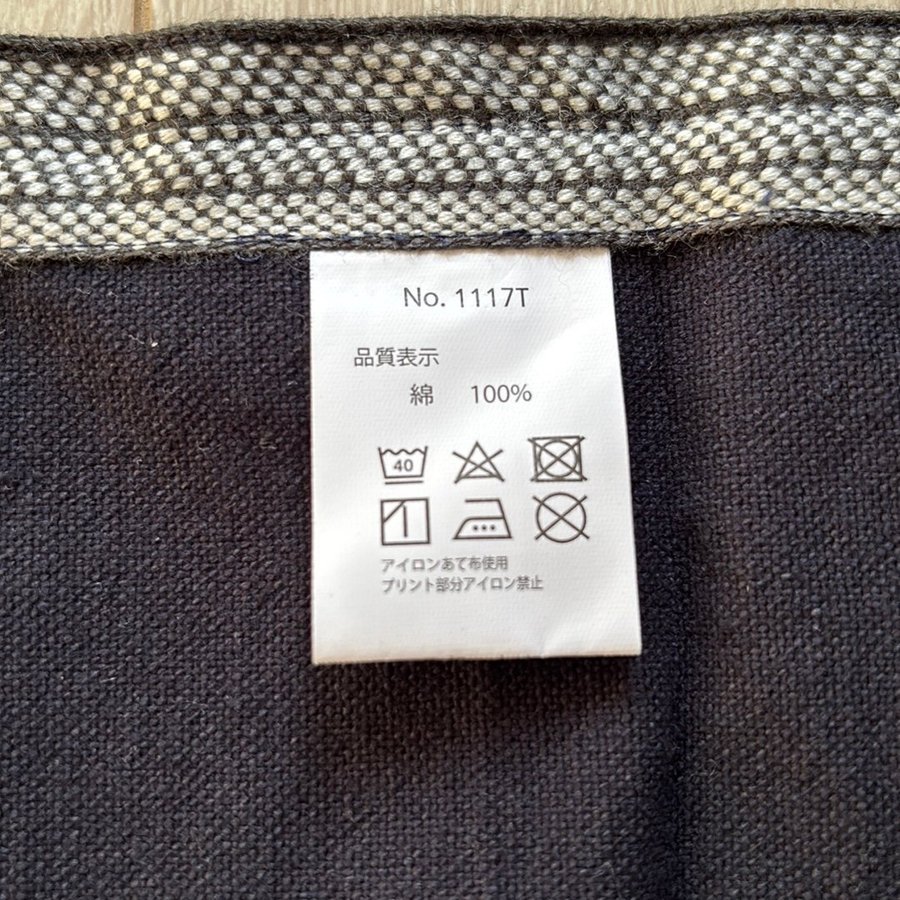 No. 1117T
品質表示
綿 100%
40
アイロンあて布使用
プリント部分アイロン禁止